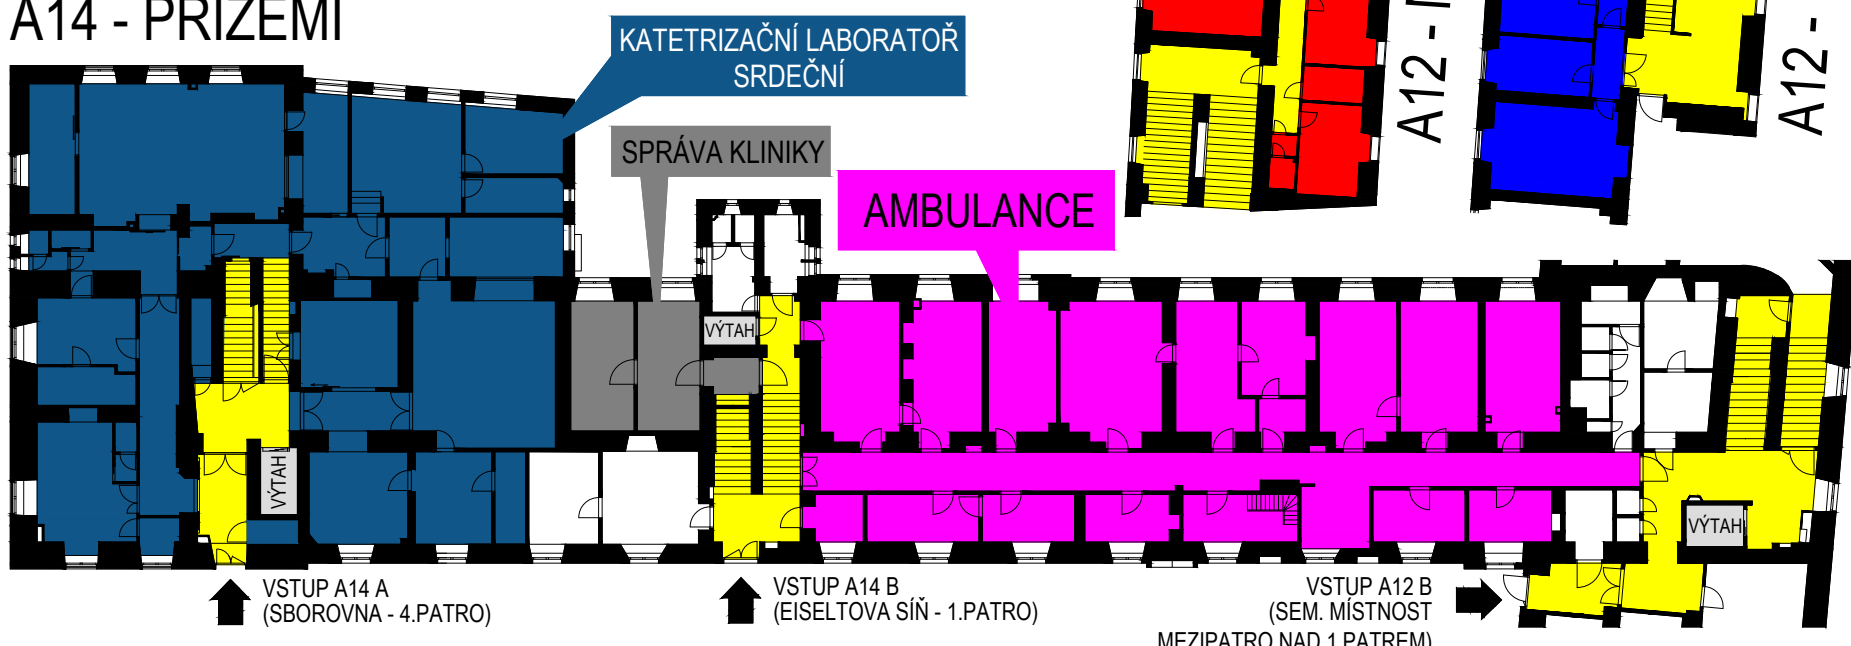 A14 - PŘÍZEMÍ
KATETRIZAČNÍ LABORATOŘ
SRDEČNÍ
SPRÁVA KLINIKY
AMBULANCE
A12 -
A12 -
VÝTAH
VÝTAH
VÝTAH
VSTUP A14 A
(SBOROVNA - 4.PATRO)
VSTUP A14 B
(EISELTOVA SÍŇ - 1.PATRO)
VSTUP A12 B
(SEM. MÍSTNOST
MEZIPATRO NAD 1.PATREM)